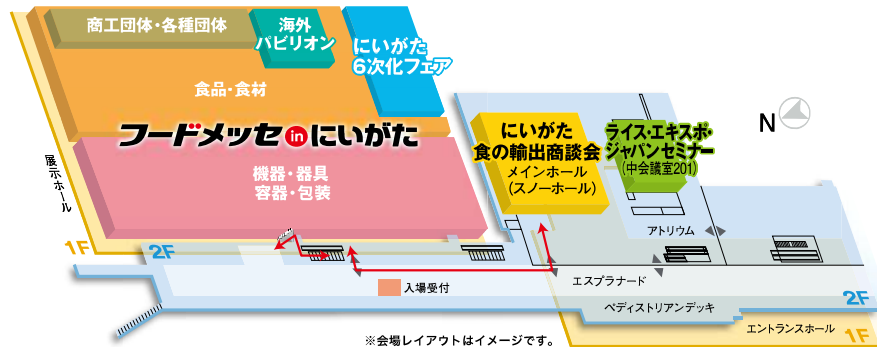 商工団体・各種団体
海外
パビリオン
にいがた
6次化フェア
食品・食材
フードメッセ in にいがた
機器・器具
容器・包装
展示ホール
1F
2F
にいがた
食の輸出商談会
メインホール
(スノーホール)
ライス・エキスポ・
ジャパンセミナー
(中会議室201)
N
アトリウム
エスプラナード
入場受付
ペディストリアンデッキ
2F
エントランスホール
1F
※会場レイアウトはイメージです。